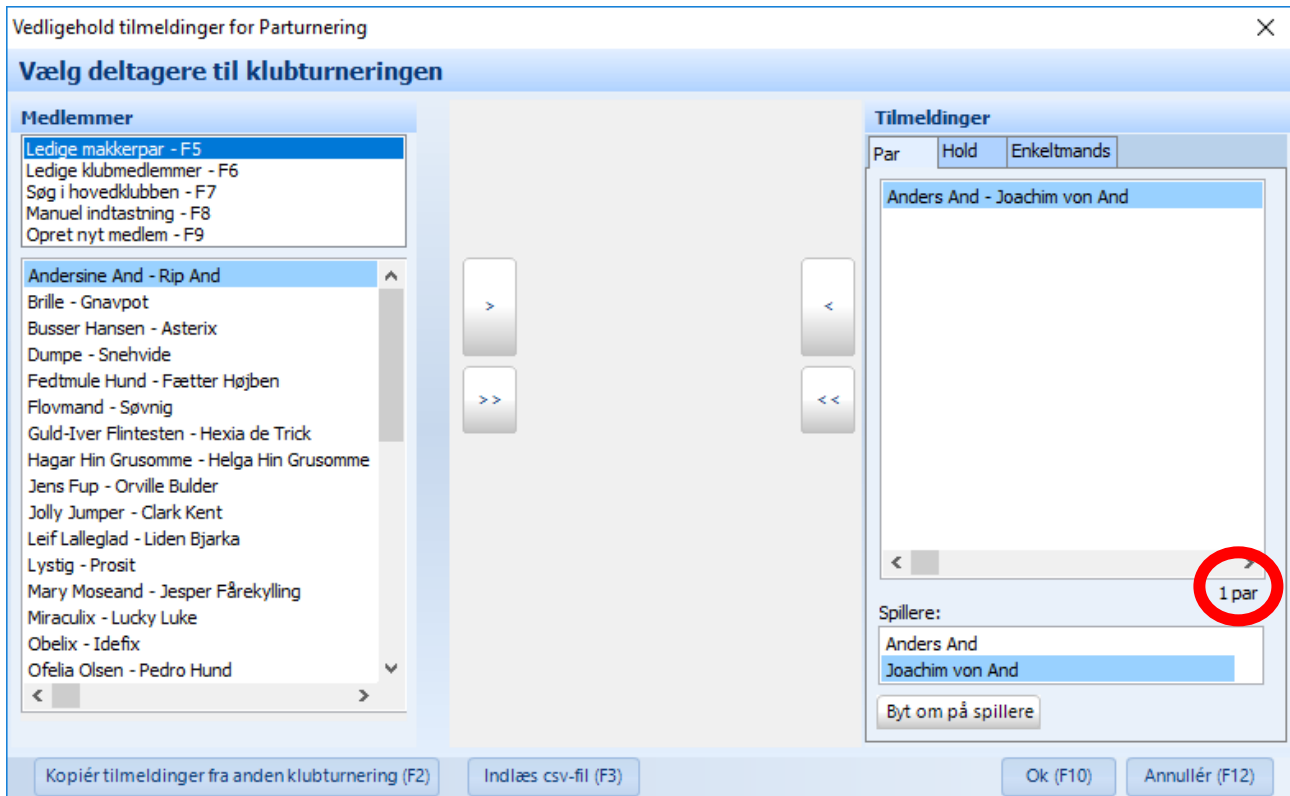 Vedligehold tilmeldinger for Parturnering
Vælg deltagere til klubturneringen
Medlemmer
Ledige makkerpar - F5
Ledige klubmedlemmer - F6
Søg i hovedklubben - F7
Manuel indtastning - F8
Opret nyt medlem - F9
Andersine And - Rip And
Brille - Gnavpot
Busser Hansen - Asterix
Dumpe - Snehvide
Fedtmule Hund - Fætter Højben
Flovmand - Søvnig
Guld-Iver Flintesten - Hexia de Trick
Hagar Hin Grusomme - Helga Hin Grusomme
Jens Fup - Orville Bulder
Jolly Jumper - Clark Kent
Leif Lalleglad - Liden Bjarka
Lystig - Prosit
Mary Moseand - Jesper Fårekylling
Miraculix - Lucky Luke
Obelix - Idefix
Ofelia Olsen - Pedro Hund
>
>>
<
<<
Tilmeldinger
Par Hold Enkeltmands
Anders And - Joachim von And
1 par
Spillere:
Anders And
Joachim von And
Byt om på spillere
Kopiér tilmeldinger fra anden klubturnering (F2) Indlæs csv-fil (F3) Ok (F10) Annullér (F12)